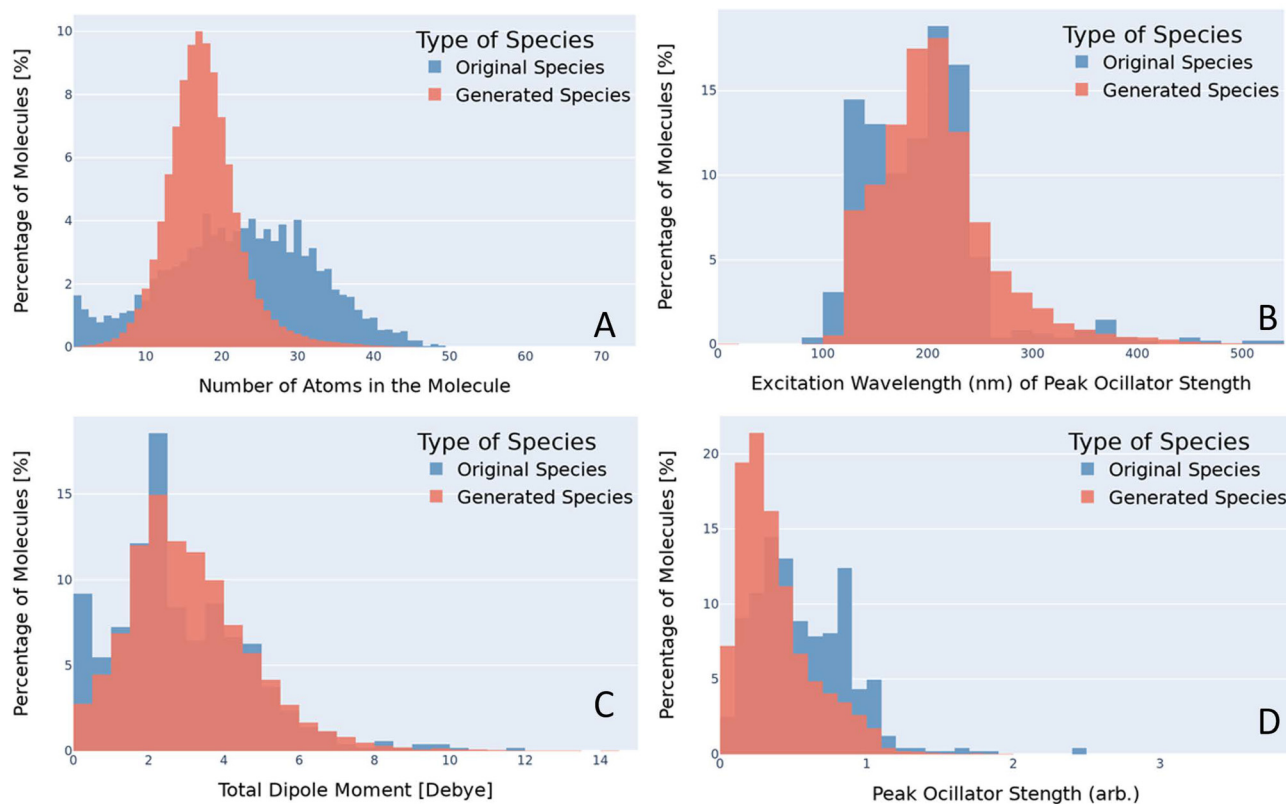 Percentage of Molecules [%]
10
8
6
4
2
0
Type of Species
Original Species
Generated Species
A
10
20
30
40
50
60
70
Number of Atoms in the Molecule
Percentage of Molecules [%]
15
10
5
0
Type of Species
Original Species
Generated Species
B
0
100
200
300
400
500
Excitation Wavelength (nm) of Peak Ocillator Stength
Percentage of Molecules [%]
15
10
5
0
Type of Species
Original Species
Generated Species
C
0
2
4
6
8
10
12
14
Total Dipole Moment [Debye]
Percentage of Molecules [%]
20
15
10
5
0
Type of Species
Original Species
Generated Species
D
0
1
2
3
Peak Ocillator Stength (arb.)